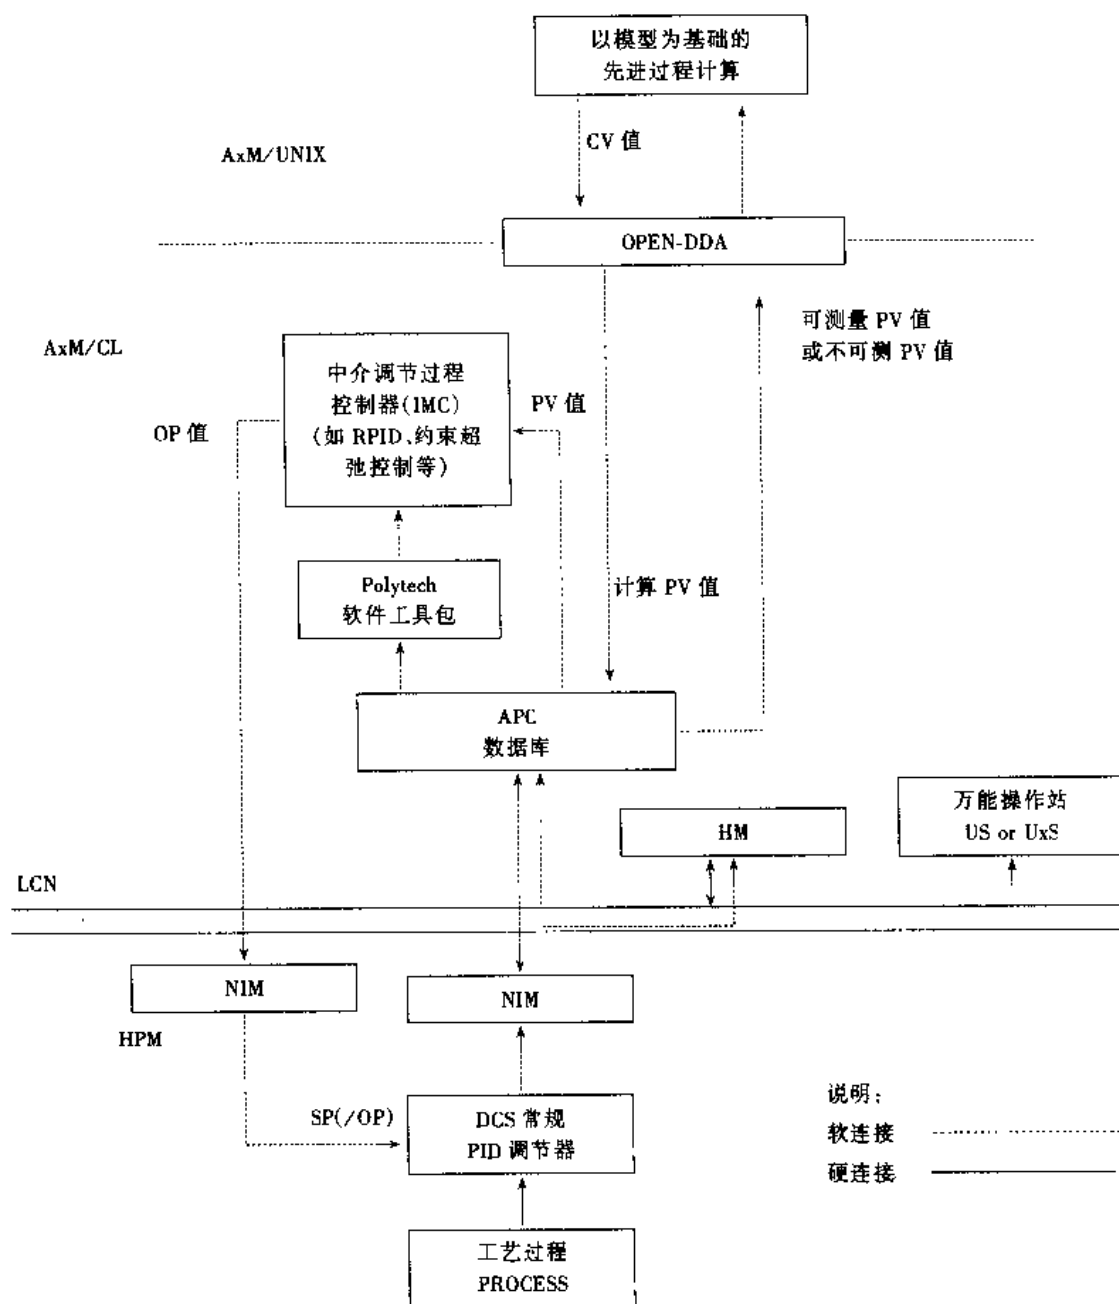 以模型为基础的
先进过程计算
CV 值
AxM/UNIX
OPEN-DDA
可测量 PV 值
或不可测 PV 值
AxM/CL
中介调节过程
控制器(IMC)
(如 RPID、约束超
弛控制等)
PV 值
OP 值
Polytech
软件工具包
计算 PV 值
APC
数据库
万能操作站
US or UxS
HM
LCN
NIM
NIM
HPM
说明:
SP(/OP)
DCS 常规
PID 调节器
软连接
硬连接
工艺过程
PROCESS